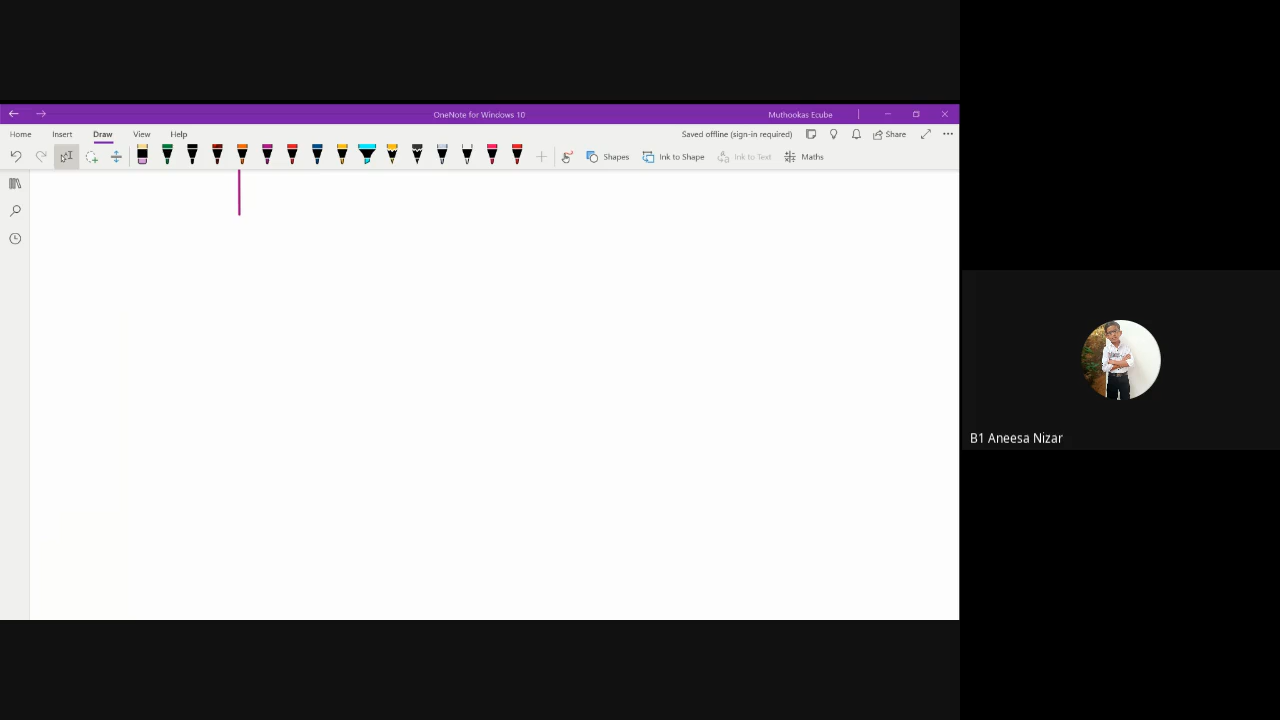 OneNote for Windows 10
Muthookas Ecube
Home Insert Draw View Help
Saved offline (sign-in required)
Share
Shapes
Ink to Shape
Ink to Text
Maths
B1 Aneesa Nizar